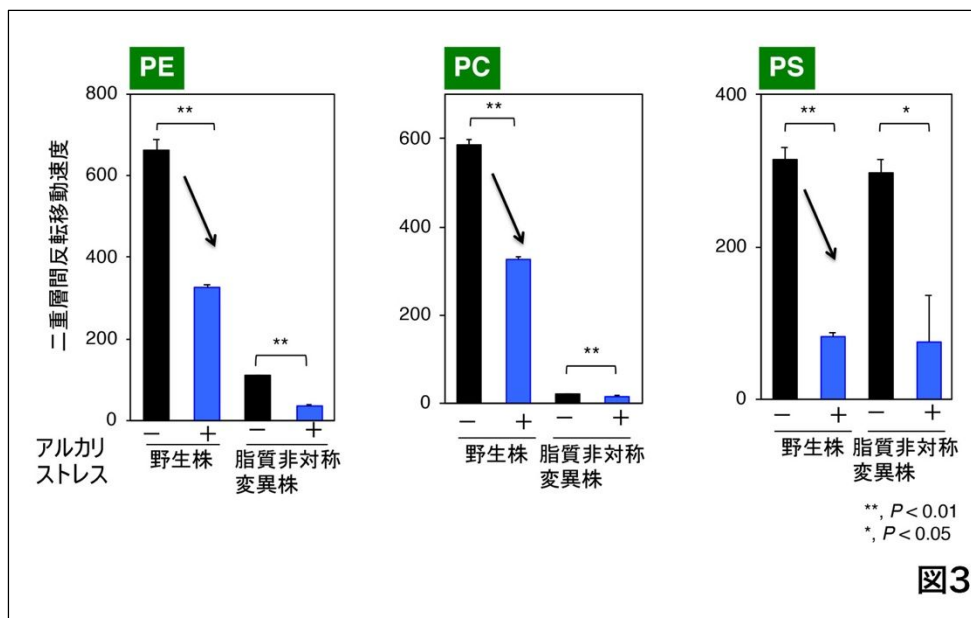 PE
800
600
400
200
0
**
**
二重層間反転移動速度
− + − +
アルカリ
ストレス
野生株
脂質非対称
変異株
PC
600
400
200
0
**
**
− + − +
野生株
脂質非対称
変異株
PS
400
200
0
**
*
− + − +
野生株
脂質非対称
変異株
**, P < 0.01
*, P < 0.05
図3